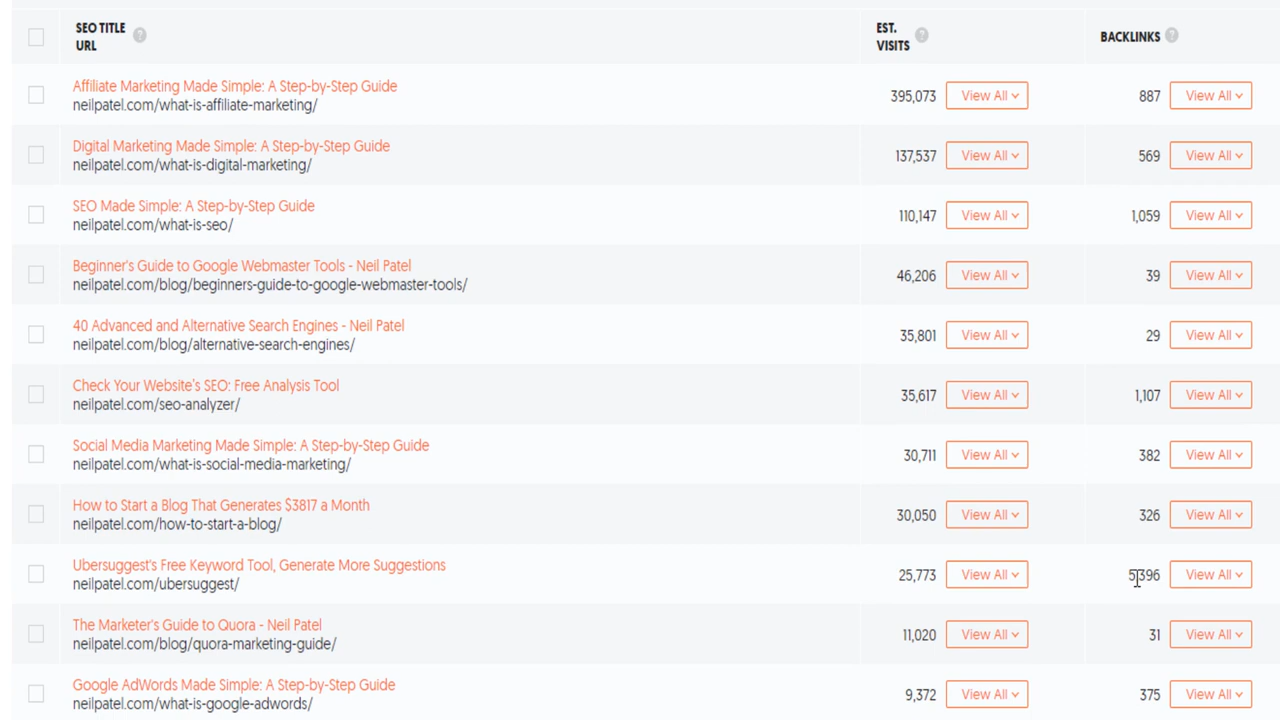 SEO TITLE ?
URL
EST. ?
VISITS
BACKLINKS ?
Affiliate Marketing Made Simple: A Step-by-Step Guide
neilpatel.com/what-is-affiliate-marketing/
395,073 View All 887 View All
Digital Marketing Made Simple: A Step-by-Step Guide
neilpatel.com/what-is-digital-marketing/
137,537 View All 569 View All
SEO Made Simple: A Step-by-Step Guide
neilpatel.com/what-is-seo/
110,147 View All 1,059 View All
Beginner's Guide to Google Webmaster Tools - Neil Patel
neilpatel.com/blog/beginners-guide-to-google-webmaster-tools/
46,206 View All 39 View All
40 Advanced and Alternative Search Engines - Neil Patel
neilpatel.com/blog/alternative-search-engines/
35,801 View All 29 View All
Check Your Website's SEO: Free Analysis Tool
neilpatel.com/seo-analyzer/
35,617 View All 1,107 View All
Social Media Marketing Made Simple: A Step-by-Step Guide
neilpatel.com/what-is-social-media-marketing/
30,711 View All 382 View All
How to Start a Blog That Generates $3817 a Month
neilpatel.com/how-to-start-a-blog/
30,050 View All 326 View All
Ubersuggest's Free Keyword Tool, Generate More Suggestions
neilpatel.com/ubersuggest/
25,773 View All 5,396 View All
The Marketer's Guide to Quora - Neil Patel
neilpatel.com/blog/quora-marketing-guide/
11,020 View All 31 View All
Google AdWords Made Simple: A Step-by-Step Guide
neilpatel.com/what-is-google-adwords/
9,372 View All 375 View All